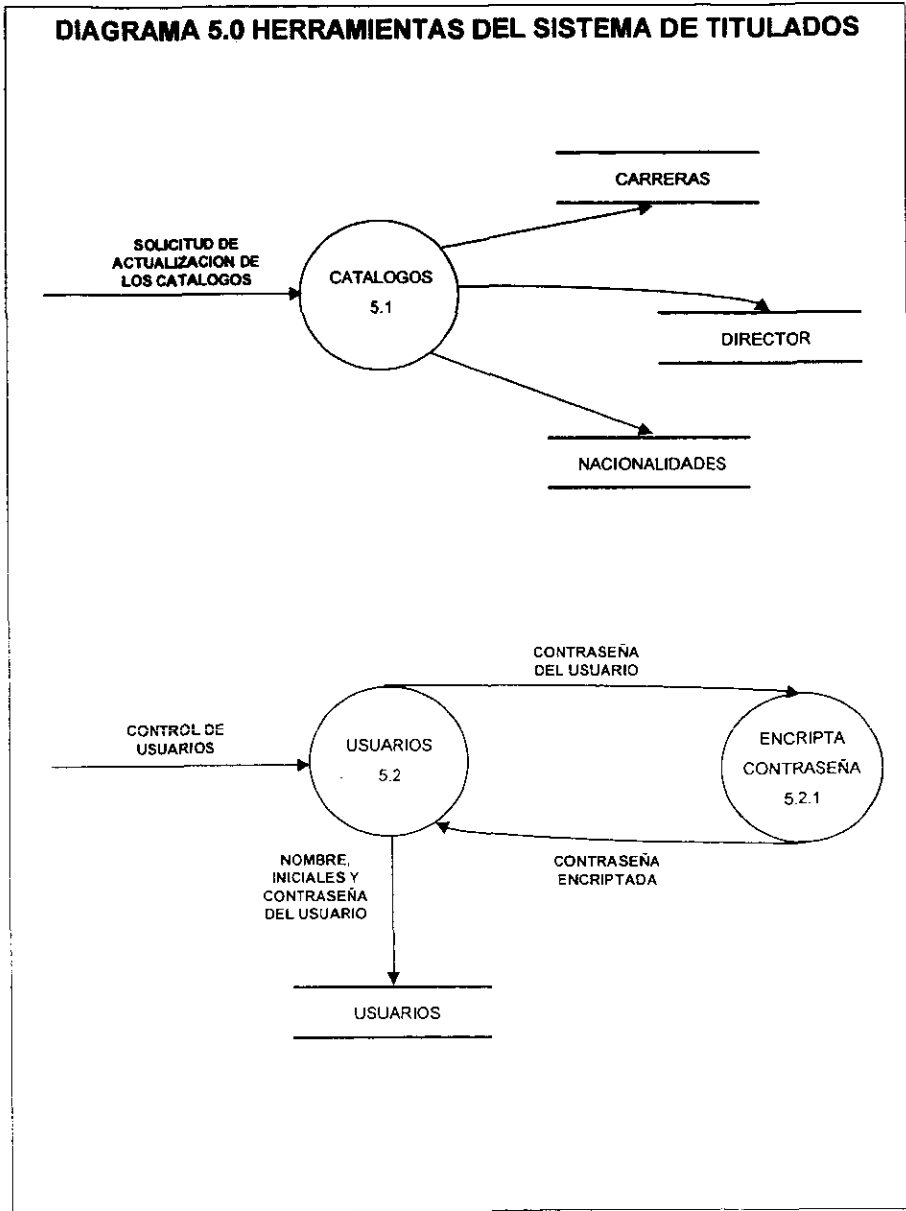 DIAGRAMA 5.0 HERRAMIENTAS DEL SISTEMA DE TITULADOS
CARRERAS
SOLICITUD DE
ACTUALIZACION DE
LOS CATALOGOS
CATALOGOS
5.1
DIRECTOR
NACIONALIDADES
CONTRASEÑA
DEL USUARIO
CONTROL DE
USUARIOS
USUARIOS
5.2
ENCRIPTA
CONTRASEÑA
5.2.1
NOMBRE,
INICIALES Y
CONTRASEÑA
DEL USUARIO
CONTRASEÑA
ENCRIPTADA
USUARIOS